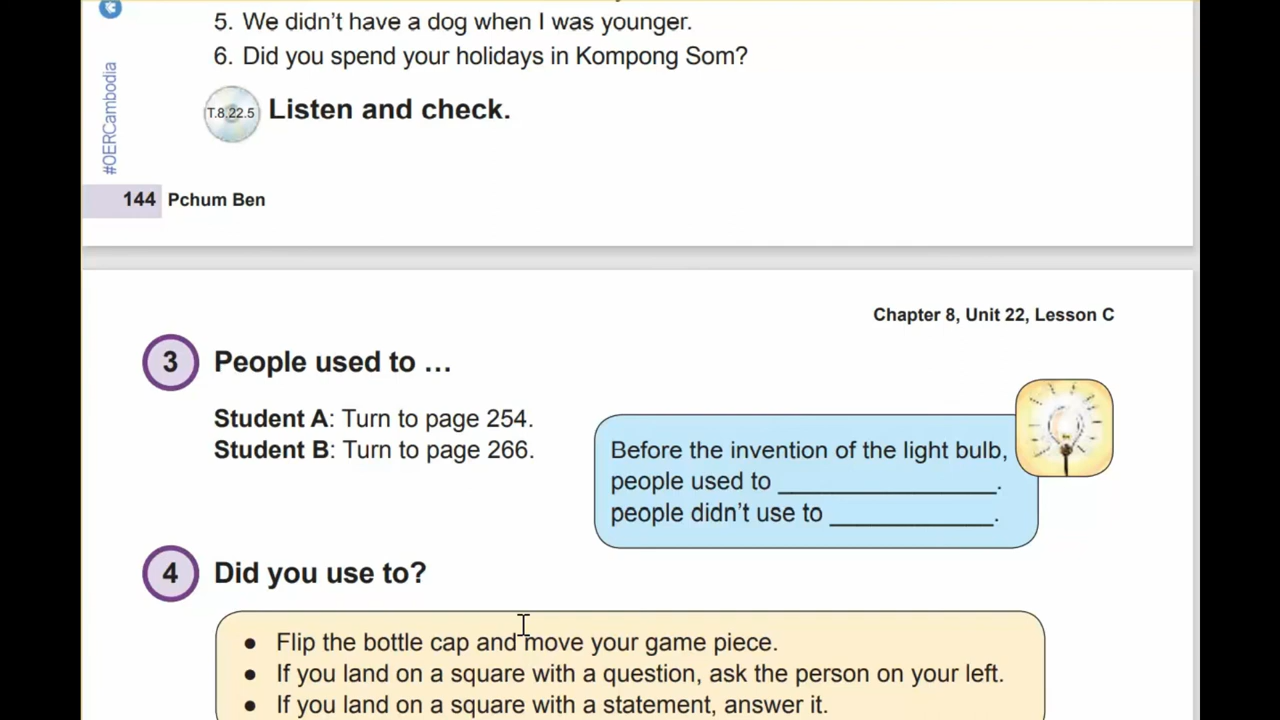 5. We didn't have a dog when I was younger.
6. Did you spend your holidays in Kompong Som?
#OERCambodia
T.8.22.5 Listen and check.
144 Pchum Ben
Chapter 8, Unit 22, Lesson C
3 People used to …
Student A: Turn to page 254.
Student B: Turn to page 266.
Before the invention of the light bulb,
people used to _________________.
people didn't use to _____________.
4 Did you use to?
● Flip the bottle cap and move your game piece.
● If you land on a square with a question, ask the person on your left.
● If you land on a square with a statement, answer it.